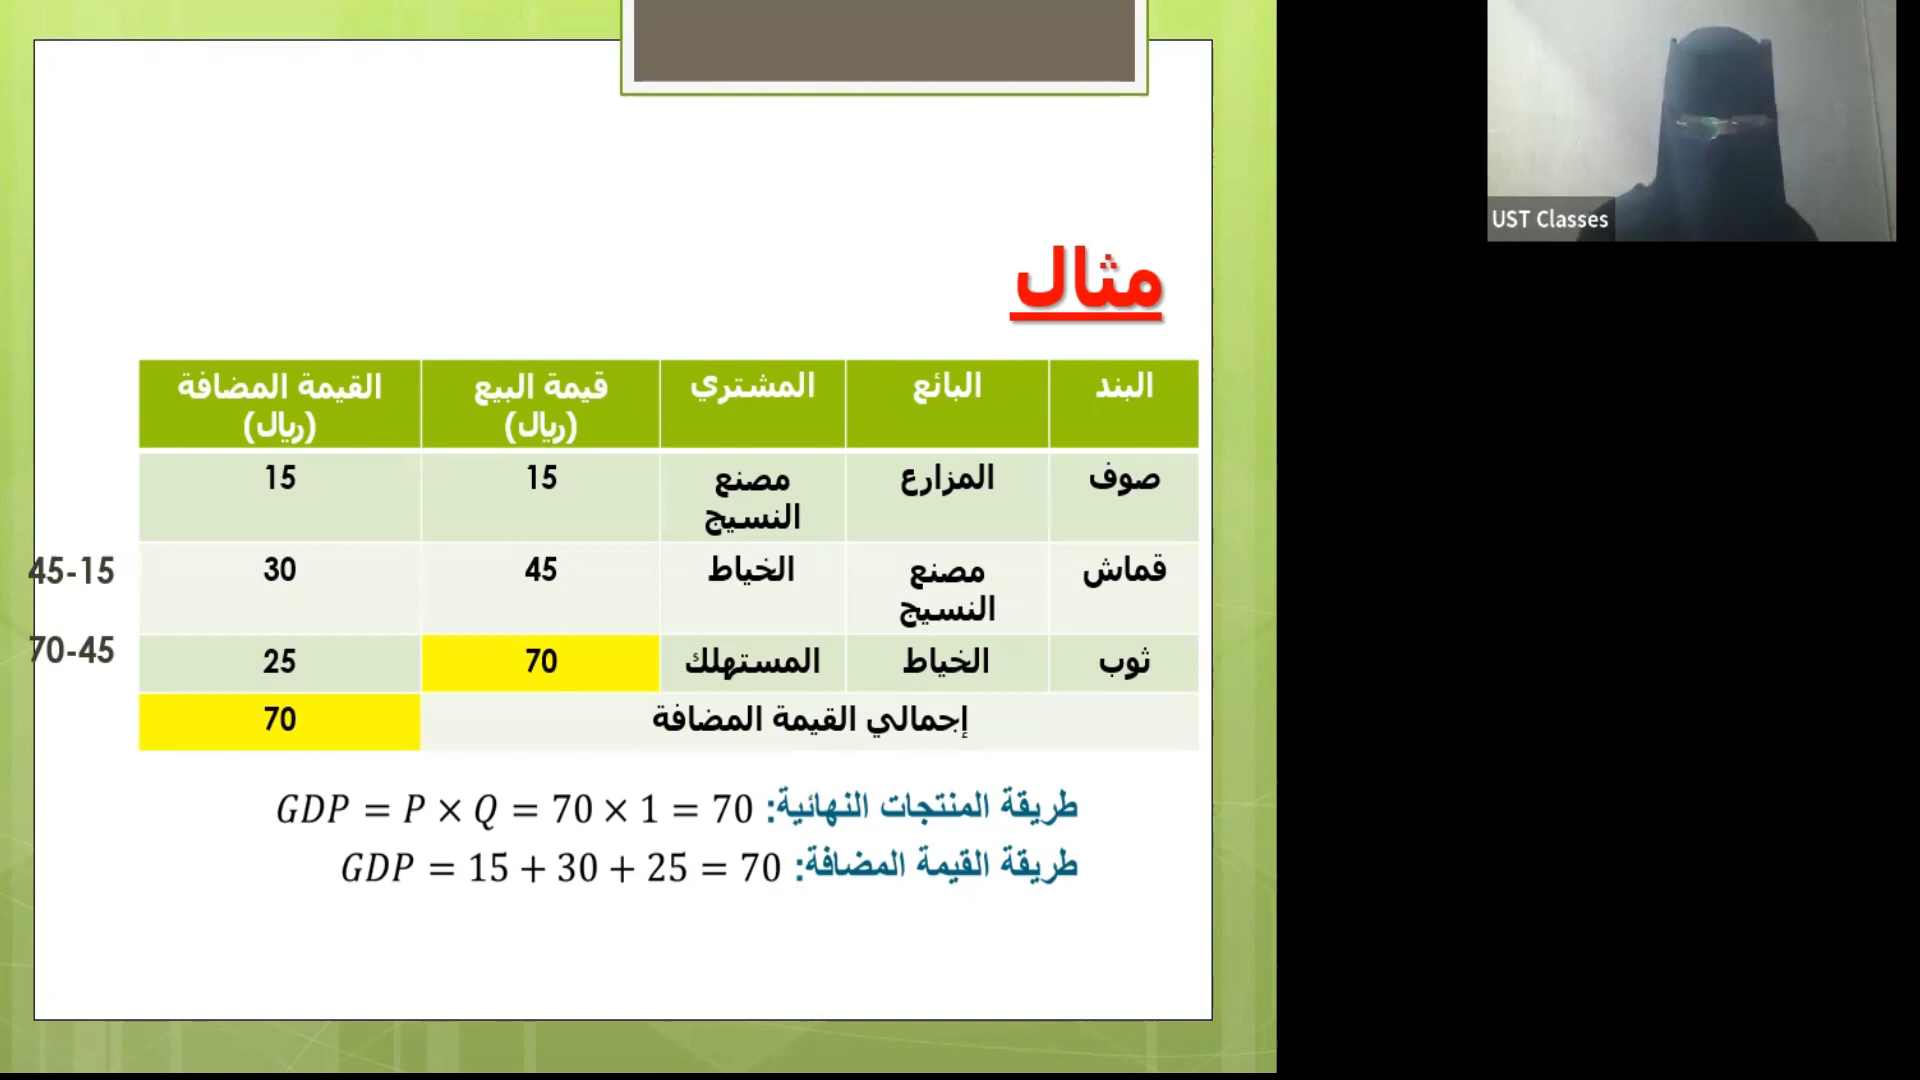 مثال
البند البائع المشتري قيمة البيع (ريال) القيمة المضافة (ريال)
صوف المزارع مصنع النسيج 15 15
قماش مصنع النسيج الخياط 45 30 45-15
ثوب الخياط المستهلك 70 25 70-45
إجمالي القيمة المضافة 70
طريقة المنتجات النهائية: GDP = P × Q = 70 × 1 = 70
طريقة القيمة المضافة: GDP = 15 + 30 + 25 = 70
UST Classes